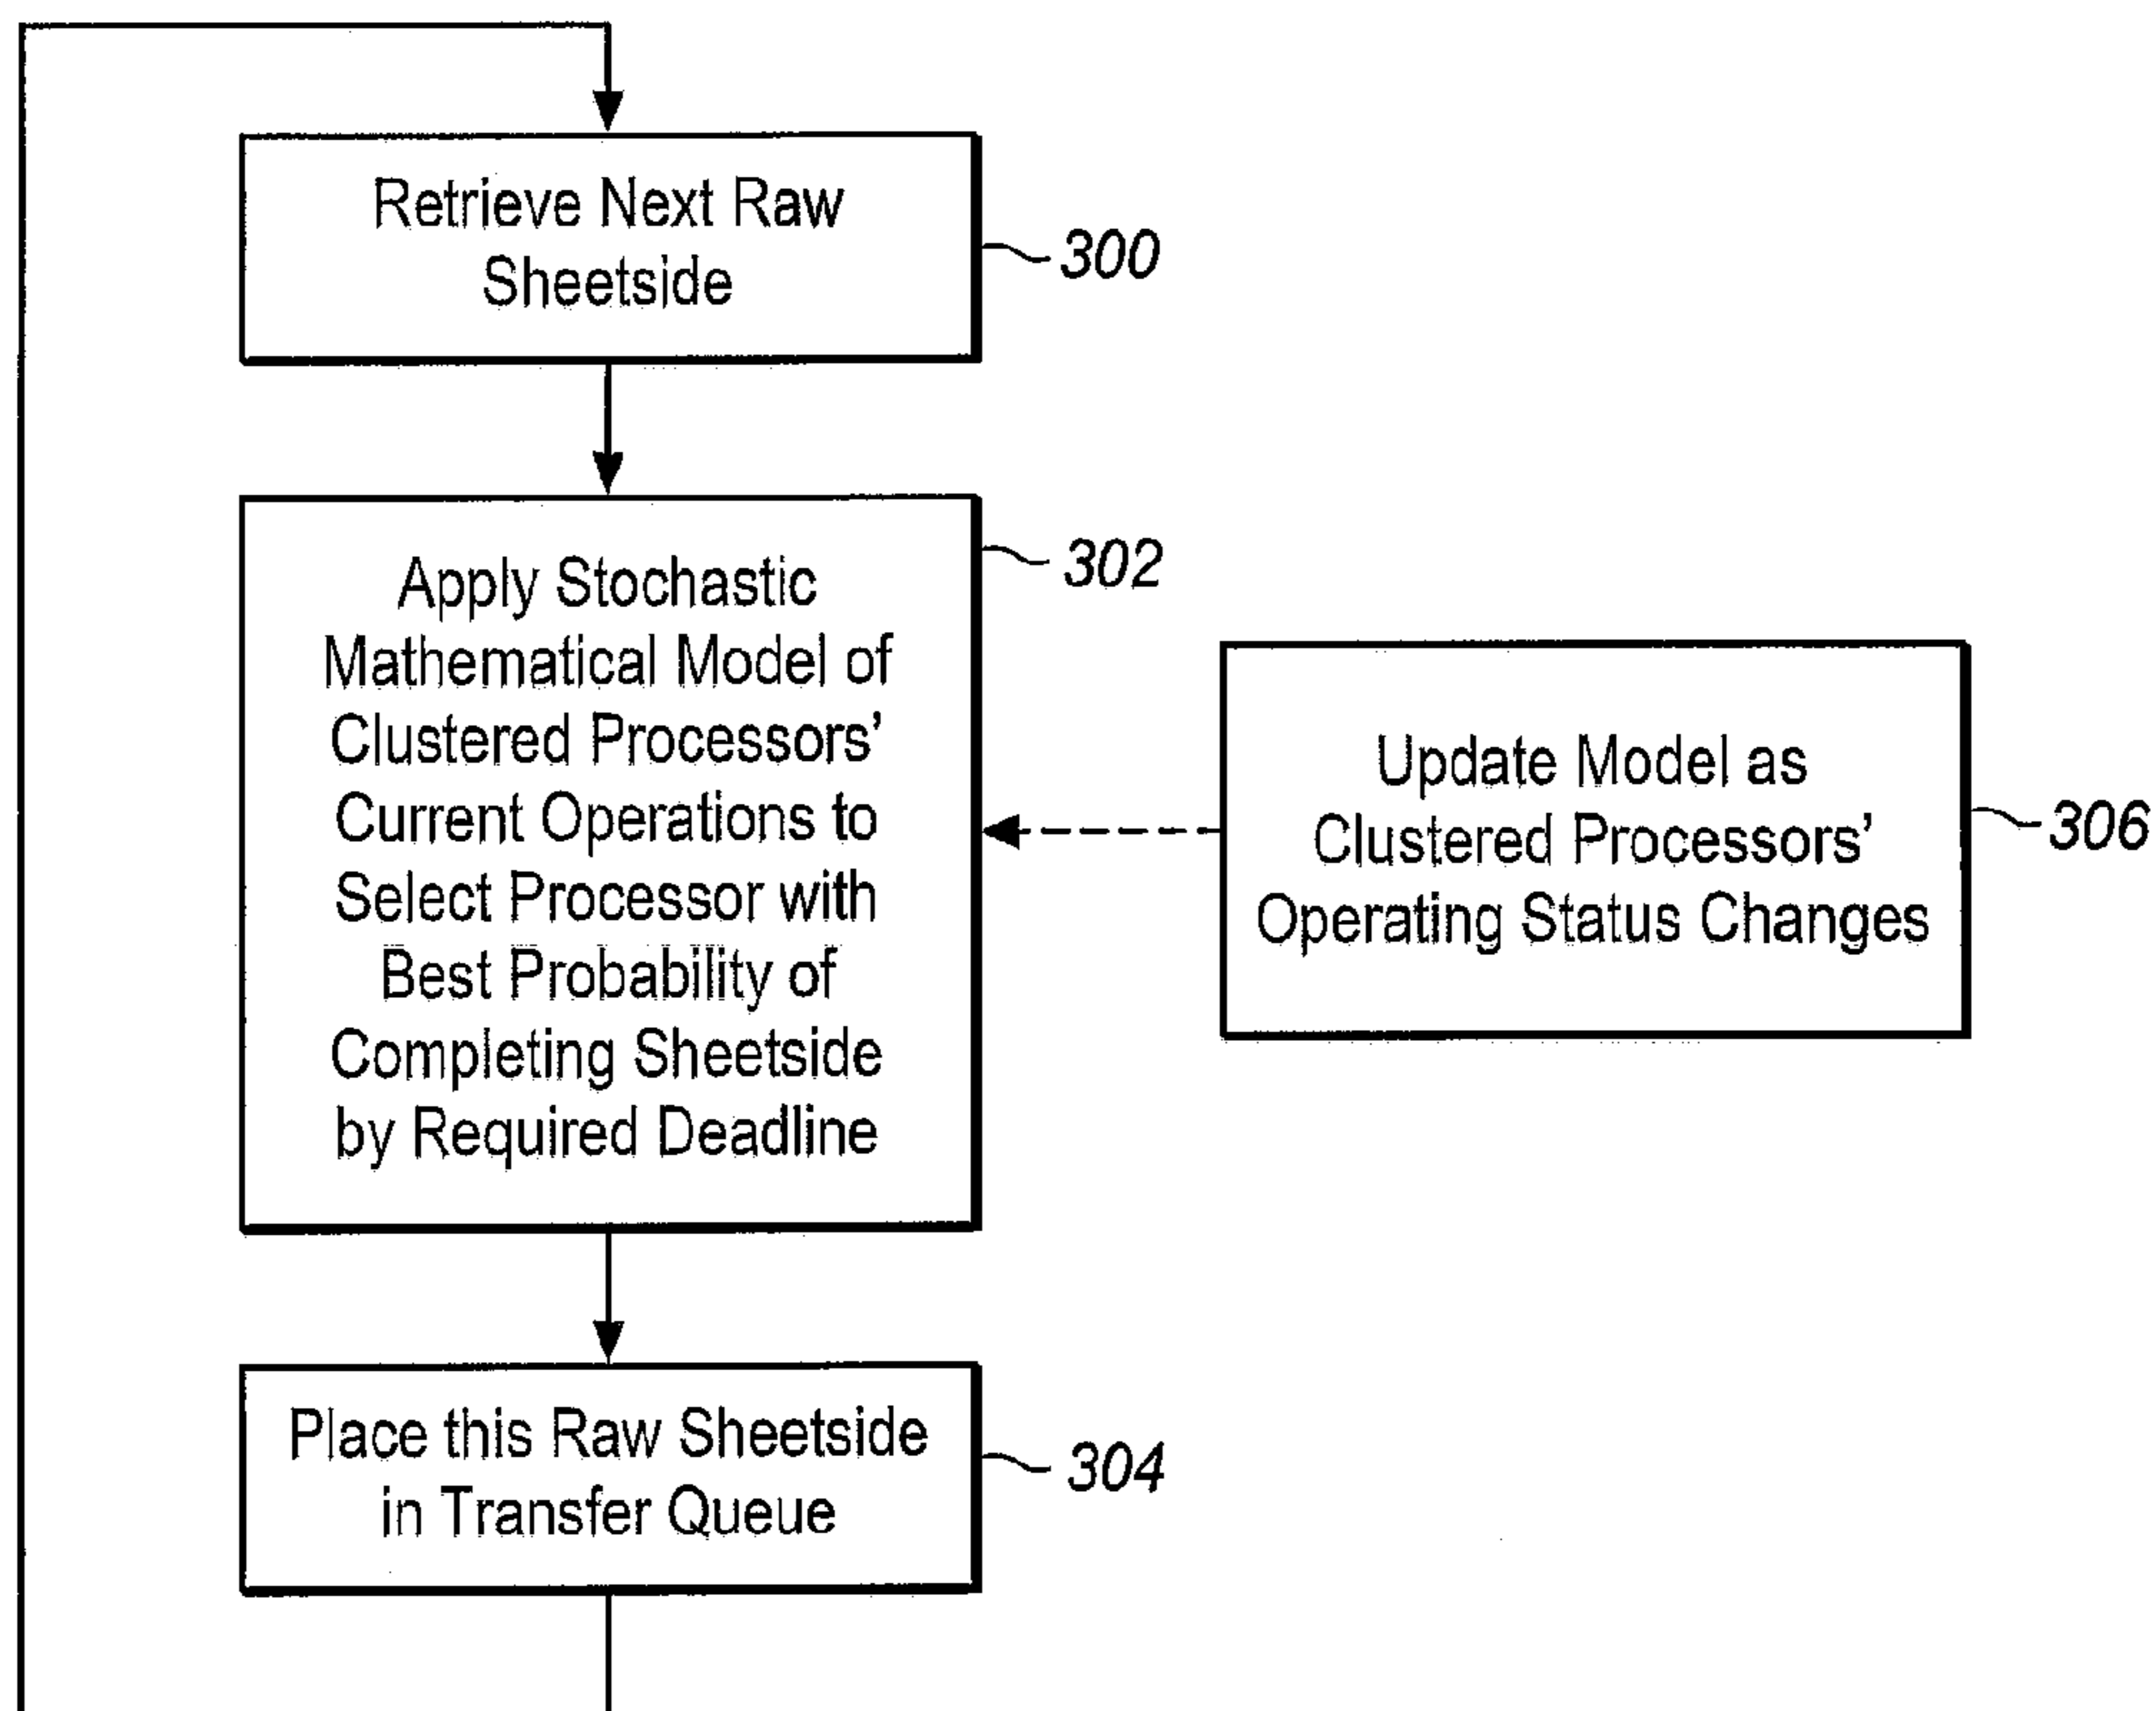 Retrieve Next Raw
Sheetside
300
Apply Stochastic
Mathematical Model of
Clustered Processors’
Current Operations to
Select Processor with
Best Probability of
Completing Sheetside
by Required Deadline
302
Update Model as
Clustered Processors’
Operating Status Changes
306
Place this Raw Sheetside
in Transfer Queue
304